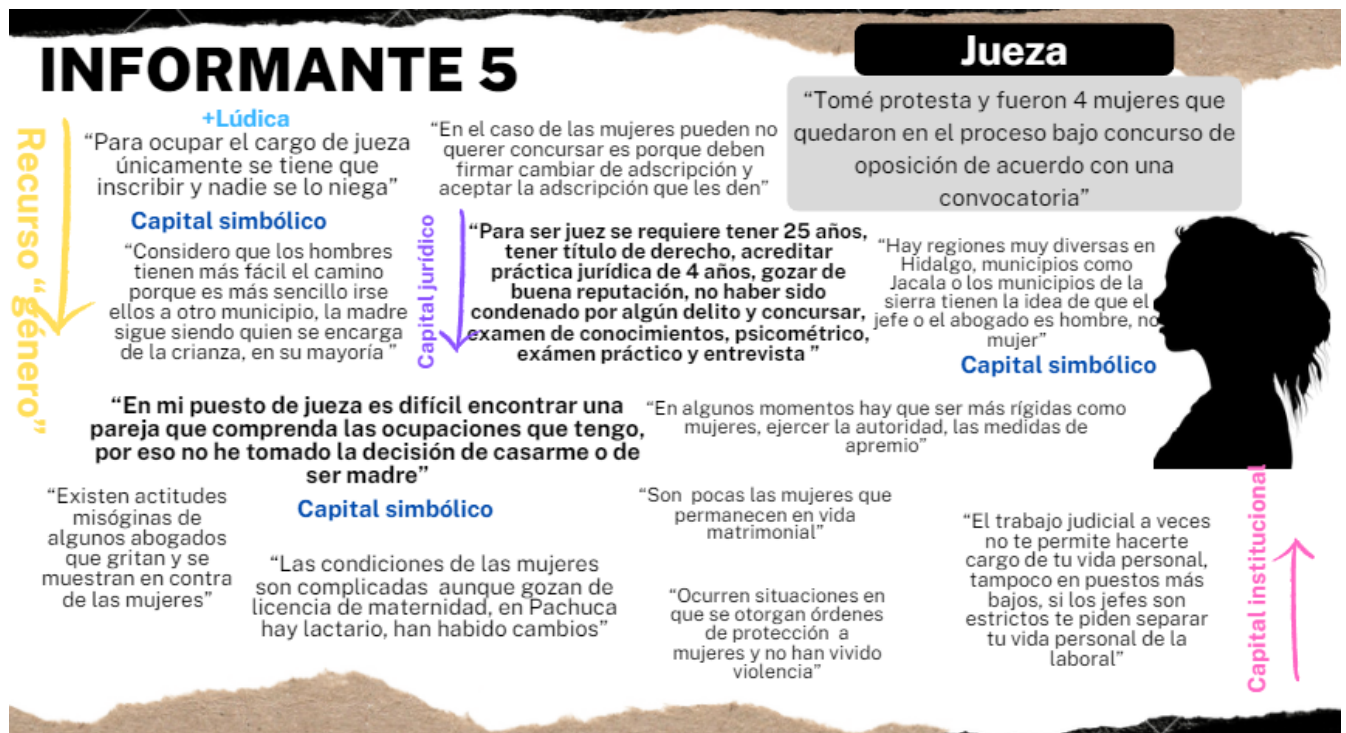 INFORMANTE 5
Jueza
“Tomé protesta y fueron 4 mujeres que
quedaron en el proceso bajo concurso de
oposición de acuerdo con una
convocatoria”
Recurso “género”
+Lúdica
“Para ocupar el cargo de jueza
únicamente se tiene que
inscribir y nadie se lo niega”
Capital simbólico
“Considero que los hombres
tienen más fácil el camino
porque es más sencillo irse
ellos a otro municipio, la madre
sigue siendo quien se encarga
de la crianza, en su mayoría ”
“En el caso de las mujeres pueden no
querer concursar es porque deben
firmar cambiar de adscripción y
aceptar la adscripción que les den”
Capital jurídico
“Para ser juez se requiere tener 25 años,
tener título de derecho, acreditar
práctica jurídica de 4 años, gozar de
buena reputación, no haber sido
condenado por algún delito y concursar,
examen de conocimientos, psicométrico,
exámen práctico y entrevista ”
“Hay regiones muy diversas en
Hidalgo, municipios como
Jacala o los municipios de la
sierra tienen la idea de que el
jefe o el abogado es hombre, no
mujer”
Capital simbólico
“En mi puesto de jueza es difícil encontrar una
pareja que comprenda las ocupaciones que tengo,
por eso no he tomado la decisión de casarme o de
ser madre”
Capital simbólico
“En algunos momentos hay que ser más rígidas como
mujeres, ejercer la autoridad, las medidas de
apremio”
“Existen actitudes
misóginas de
algunos abogados
que gritan y se
muestran en contra
de las mujeres”
“Las condiciones de las mujeres
son complicadas  aunque gozan de
licencia de maternidad, en Pachuca
hay lactario, han habido cambios”
“Son  pocas las mujeres que
permanecen en vida
matrimonial”
“Ocurren situaciones en
que se otorgan órdenes
de protección  a
mujeres y no han vivido
violencia”
“El trabajo judicial a veces
no te permite hacerte
cargo de tu vida personal,
tampoco en puestos más
bajos, si los jefes son
estrictos te piden separar
tu vida personal de la
laboral”
Capital institucional